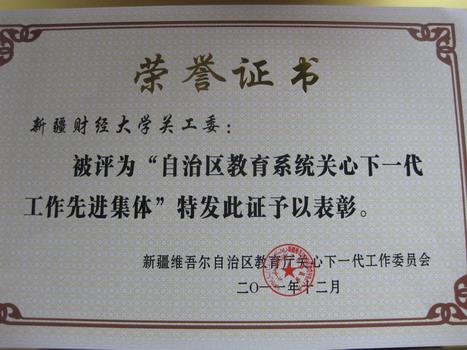 荣誉证书
新疆财经大学关工委：
被评为“自治区教育系统关心下一代
工作先进集体”特发此证予以表彰。
新疆维吾尔自治区教育厅关心下一代工作委员会
二〇一一年十二月